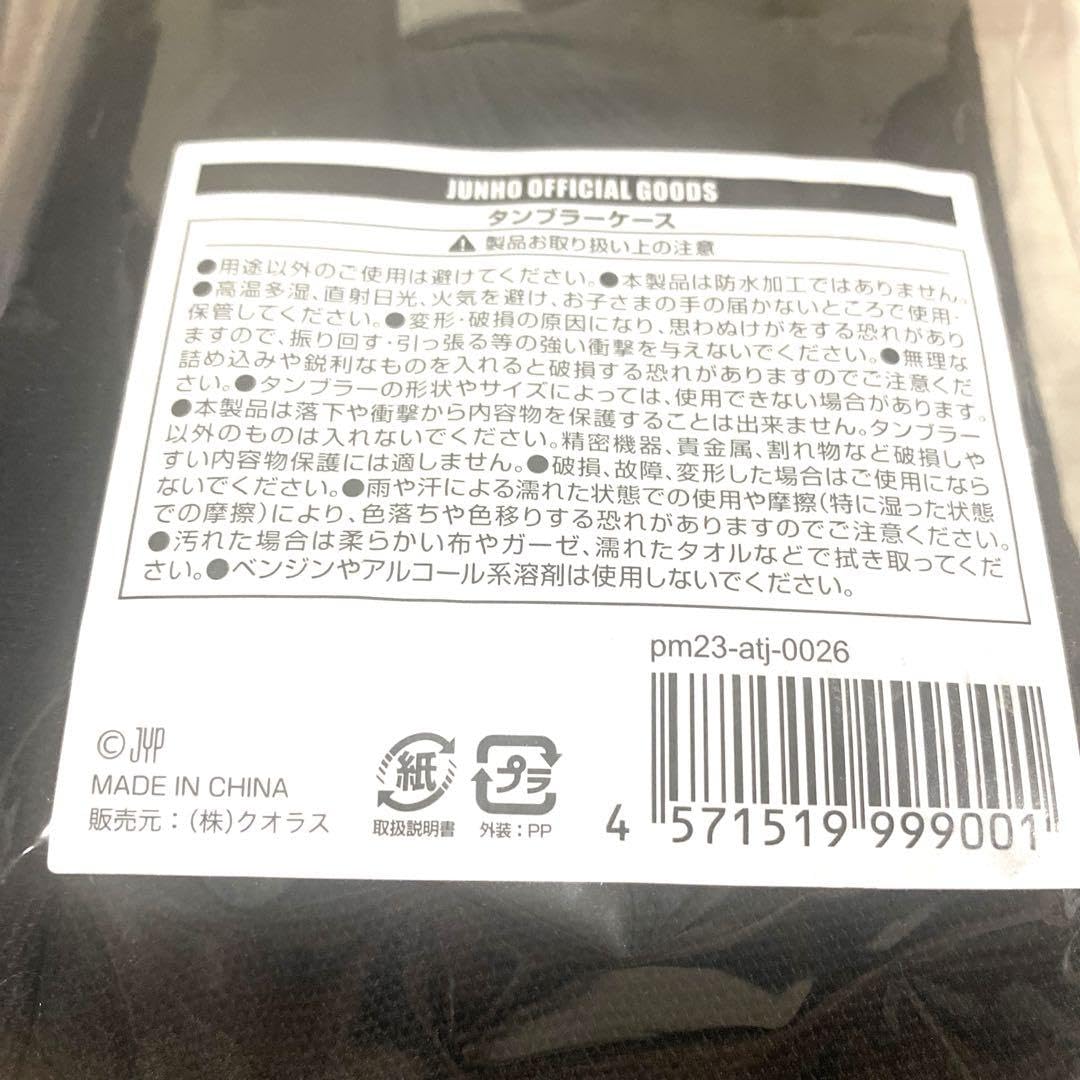 JUNHO OFFICIAL GOODS
タンブラーケース
⚠ 製品お取り扱い上の注意
●用途以外のご使用は避けてください。●本製品は防水加工ではありません。
●高温多湿、直射日光、火気を避け、お子さまの手の届かないところで使用・
保管してください。●変形・破損の原因になり、思わぬけがをする恐れがあり
ますので、振り回す・引っ張る等の強い衝撃を与えないでください。●無理な
詰め込みや鋭利なものを入れると破損する恐れがありますのでご注意くだ
さい。●タンブラーの形状やサイズによっては、使用できない場合があります。
●本製品は落下や衝撃から内容物を保護することは出来ません。タンブラー
以外のものは入れないでください。精密機器、貴金属、割れ物など破損しや
すい内容物保護には適しません。●破損、故障、変形した場合はご使用になら
ないでください。●雨や汗による濡れた状態での使用や摩擦(特に湿った状態
での摩擦)により、色落ちや色移りする恐れがありますのでご注意ください。
●汚れた場合は柔らかい布やガーゼ、濡れたタオルなどで拭き取ってくだ
さい。●ベンジンやアルコール系溶剤は使用しないでください。
pm23-atj-0026
4 571519 999001
© JYP
MADE IN CHINA
販売元：(株)クオラス
紙
取扱説明書
プラ
外装：PP